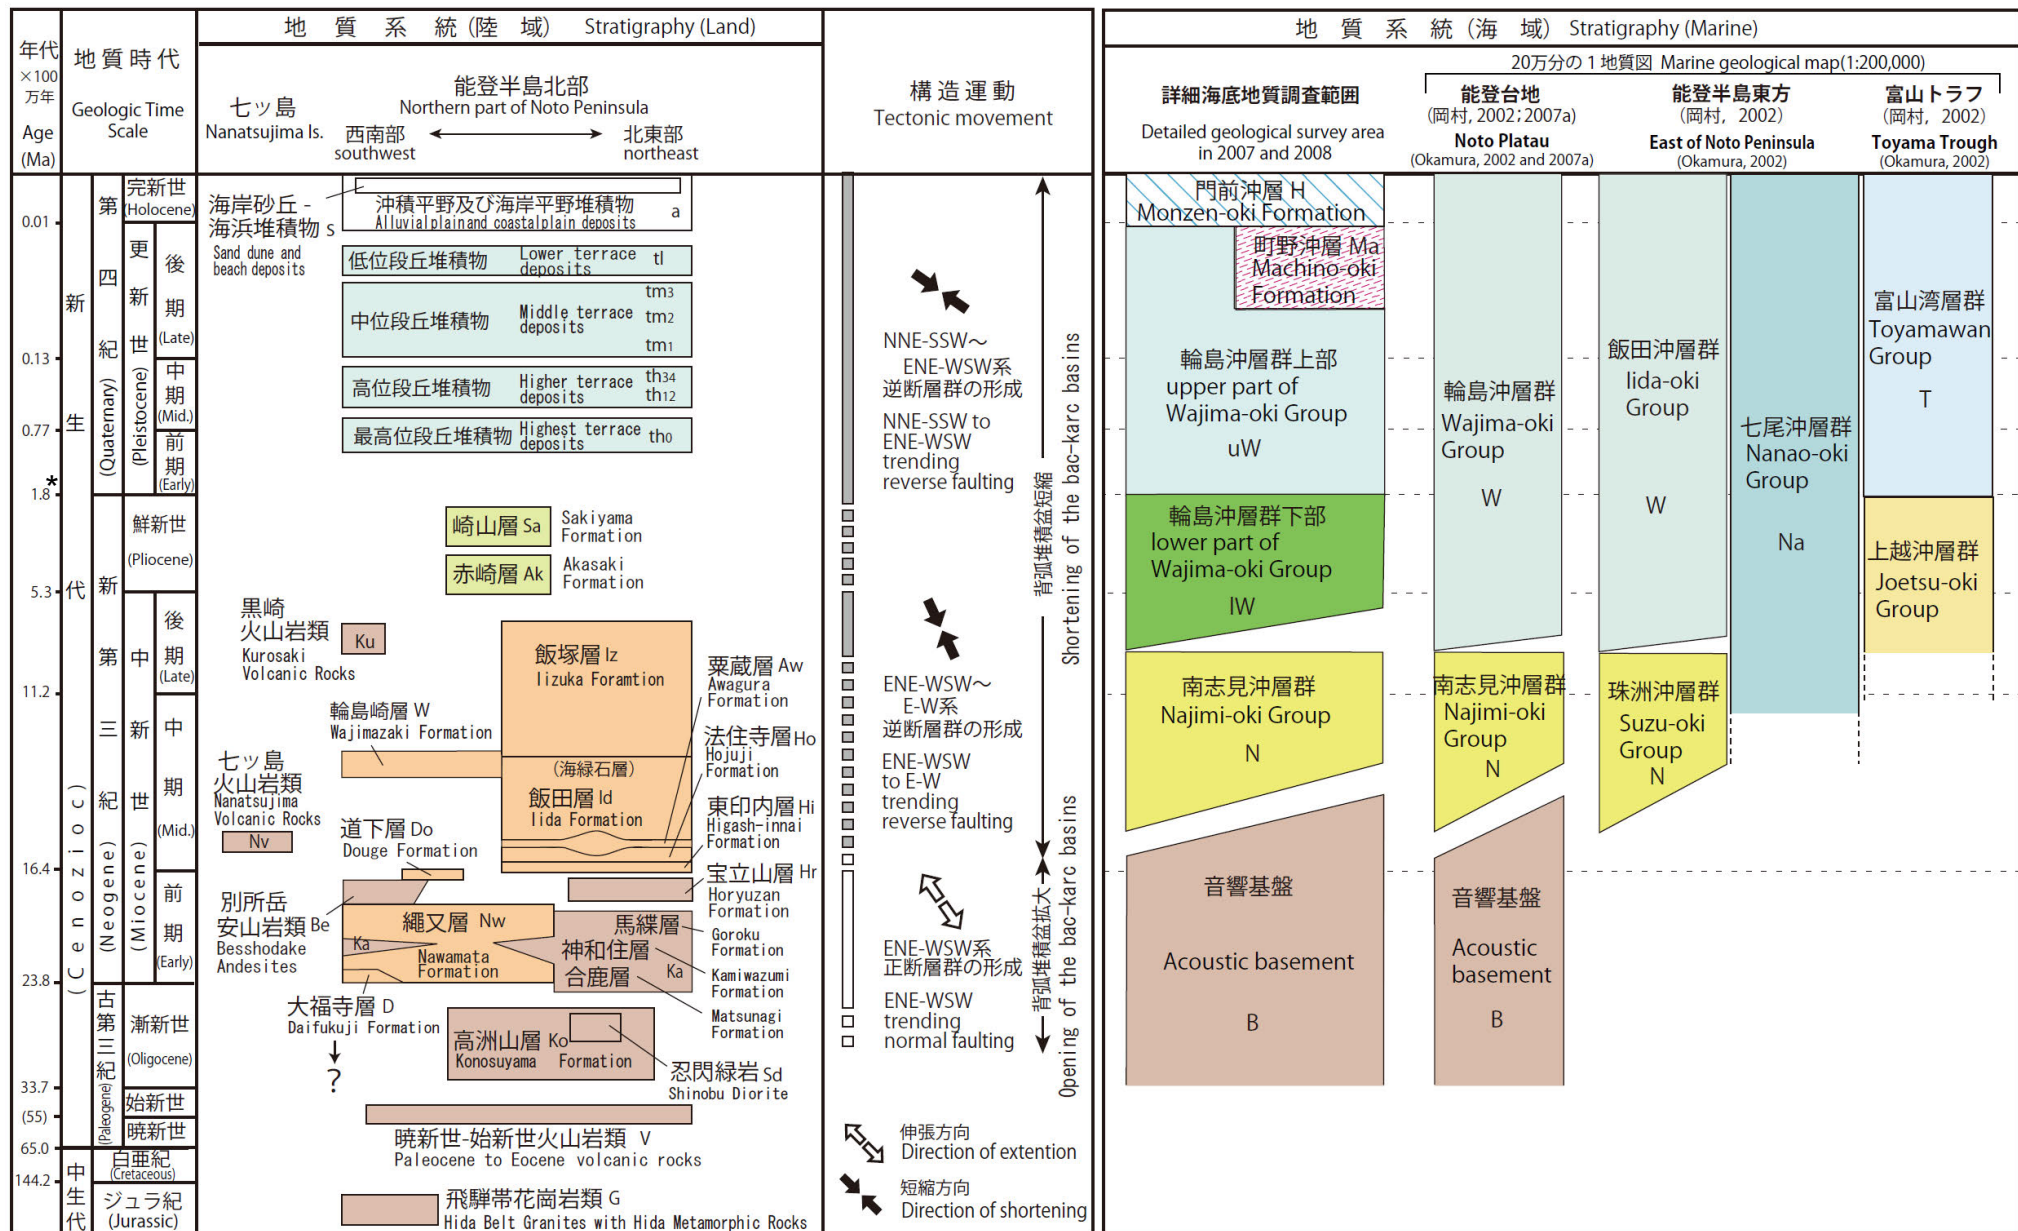 地 質 系 統 (陸 域) Stratigraphy (Land)
地 質 系 統 (海 域) Stratigraphy (Marine)
年代
×100
万年
Age
(Ma)
地質時代
Geologic Time
Scale
七ッ島
Nanatsujima Is.
能登半島北部
Northern part of Noto Peninsula
西南部
southwest
北東部
northeast
構造運動
Tectonic movement
20万分の1地質図 Marine geological map(1:200,000)
詳細海底地質調査範囲
Detailed geological survey area
in 2007 and 2008
能登台地
(岡村, 2002;2007a)
Noto Platau
(Okamura, 2002 and 2007a)
能登半島東方
(岡村, 2002)
East of Noto Peninsula
(Okamura, 2002)
富山トラフ
(岡村, 2002)
Toyama Trough
(Okamura, 2002)
0.01
0.13
0.77
*
1.8
5.3
11.2
16.4
23.8
33.7
(55)
65.0
144.2
新生代
(Cenozoic)
中生代
第四紀
(Quaternary)
新第三紀
(Neogene)
古第三紀
(Paleogene)
白亜紀
(Cretaceous)
ジュラ紀
(Jurassic)
完新世
(Holocene)
更新世
(Pleistocene)
後期
(Late)
中期
(Mid.)
前期
(Early)
鮮新世
(Pliocene)
中新世
(Miocene)
後期
(Late)
中期
(Mid.)
前期
(Early)
漸新世
(Oligocene)
始新世
暁新世
海岸砂丘 -
海浜堆積物 S
Sand dune and
beach deposits
沖積平野及び海岸平野堆積物 a
Alluvial plain and coastal plain deposits
低位段丘堆積物 Lower terrace deposits tl
中位段丘堆積物 Middle terrace deposits
tm3
tm2
tm1
高位段丘堆積物 Higher terrace deposits
th34
th12
最高位段丘堆積物 Highest terrace deposits th0
崎山層 Sa
Sakiyama
Formation
赤崎層 Ak
Akasaki
Formation
黒崎
火山岩類
Kurosaki
Volcanic Rocks
Ku
飯塚層 Iz
Iizuka Foramtion
粟蔵層 Aw
Awagura
Formation
輪島崎層 W
Wajimazaki Formation
法住寺層 Ho
Hojuji
Formation
七ッ島
火山岩類
Nanatsujima
Volcanic Rocks
Nv
(海緑石層)
飯田層 Id
Iida Formation
東印内層 Hi
Higash-innai
Formation
道下層 Do
Douge Formation
宝立山層 Hr
Horyuzan
Formation
別所岳
安山岩類 Be
Besshodake
Andesites
縄又層 Nw
Nawamata
Formation
Ka
馬緤層
神和住層
合鹿層
Ka
Goroku
Formation
Kamiwazumi
Formation
Matsunagi
Formation
大福寺層 D
Daifukuji Formation
?
高洲山層 Ko
Konosuyama Formation
忍閃緑岩 Sd
Shinobu Diorite
暁新世-始新世火山岩類 V
Paleocene to Eocene volcanic rocks
飛騨帯花崗岩類 G
Hida Belt Granites with Hida Metamorphic Rocks
NNE-SSW～
ENE-WSW系
逆断層群の形成
NNE-SSW to
ENE-WSW
trending
reverse faulting
ENE-WSW～
E-W系
逆断層群の形成
ENE-WSW
to E-W
trending
reverse faulting
ENE-WSW系
正断層群の形成
ENE-WSW
trending
normal faulting
背弧堆積盆短縮
Shortening of the bac-karc basins
背弧堆積盆拡大
Opening of the bac-karc basins
伸張方向
Direction of extention
短縮方向
Direction of shortening
門前沖層 H
Monzen-oki Formation
町野沖層 Ma
Machino-oki
Formation
輪島沖層群上部
upper part of
Wajima-oki Group
uW
輪島沖層群下部
lower part of
Wajima-oki Group
lW
南志見沖層群
Najimi-oki Group
N
音響基盤
Acoustic basement
B
輪島沖層群
Wajima-oki
Group
W
南志見沖層群
Najimi-oki
Group
N
音響基盤
Acoustic
basement
B
飯田沖層群
Iida-oki
Group
W
珠洲沖層群
Suzu-oki
Group
N
七尾沖層群
Nanao-oki
Group
Na
富山湾層群
Toyamawan
Group
T
上越沖層群
Joetsu-oki
Group